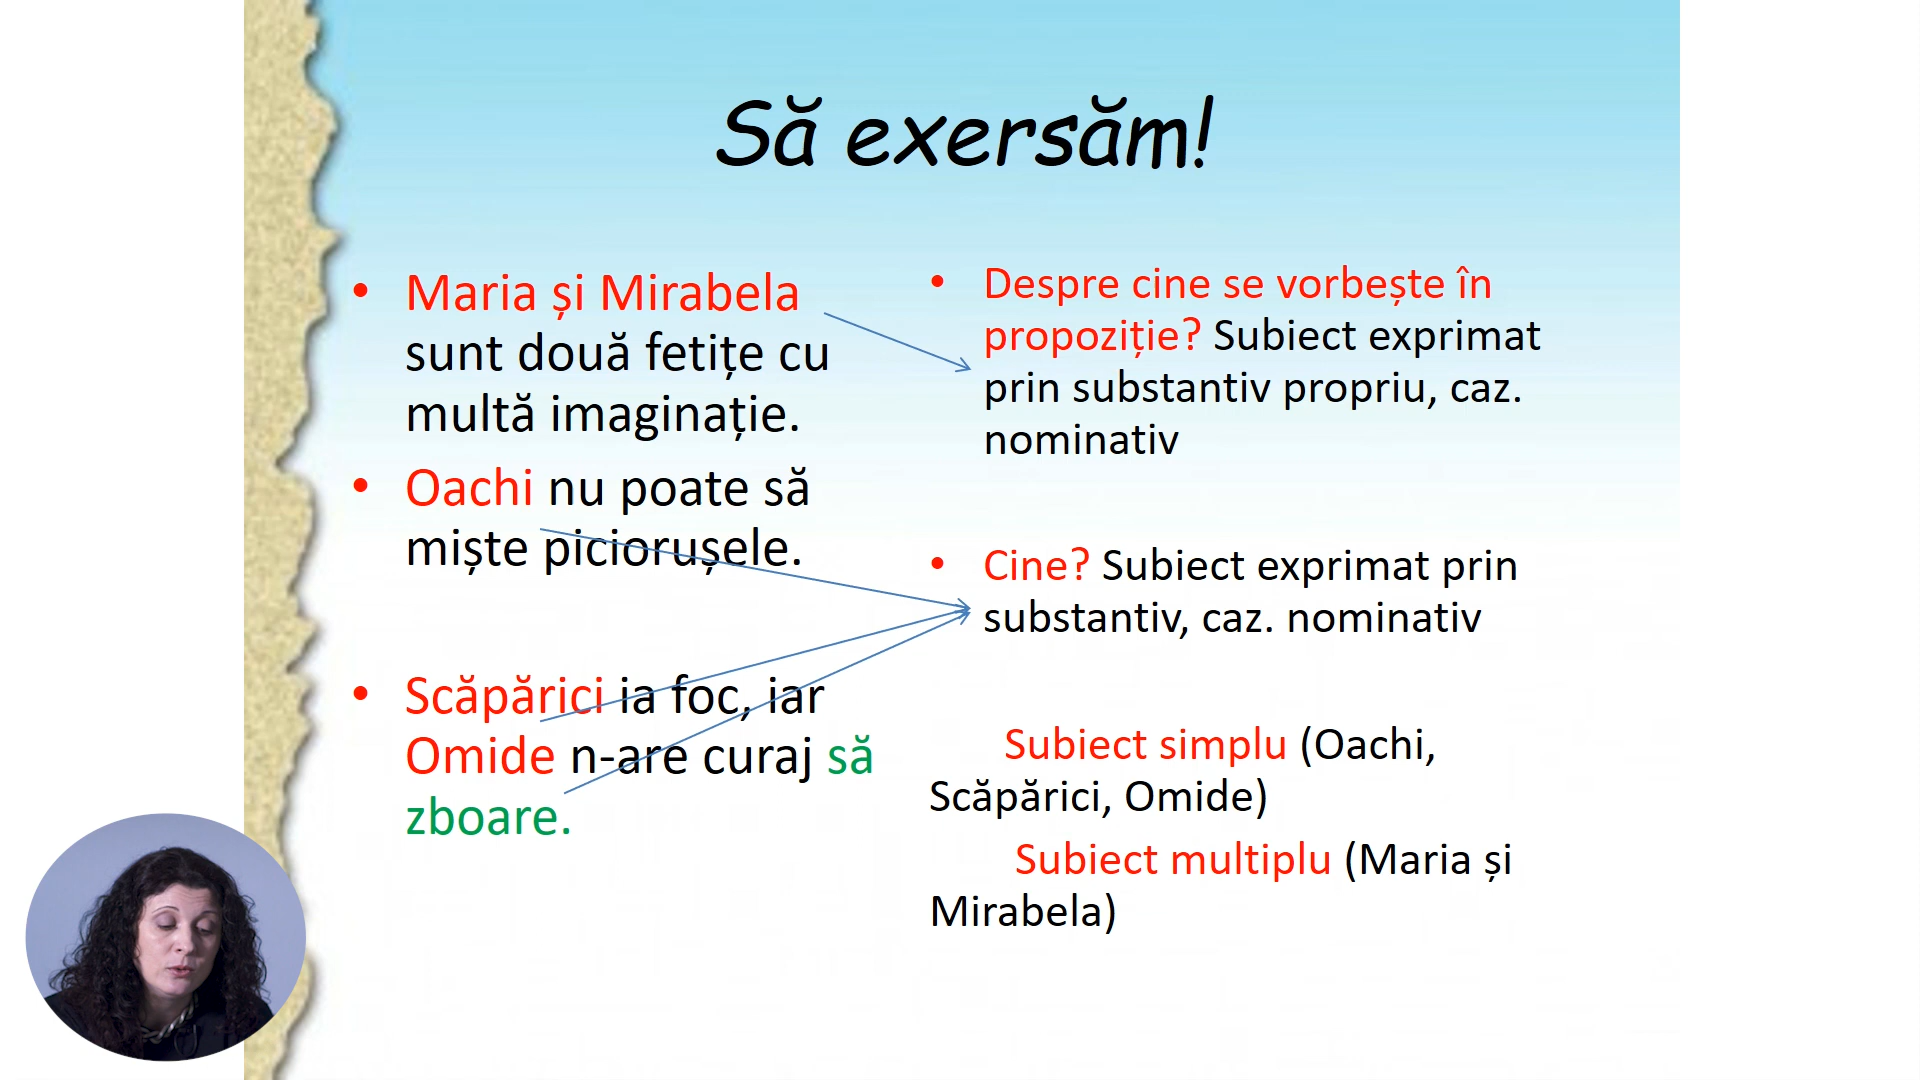 Să exersăm!
• Maria și Mirabela
sunt două fetițe cu
multă imaginație.
• Oachi nu poate să
miște piciorușele.
• Scăpărici ia foc, iar
Omide n-are curaj să
zboare.
• Despre cine se vorbește în
propoziție? Subiect exprimat
prin substantiv propriu, caz.
nominativ
• Cine? Subiect exprimat prin
substantiv, caz. nominativ
Subiect simplu (Oachi,
Scăpărici, Omide)
Subiect multiplu (Maria și
Mirabela)